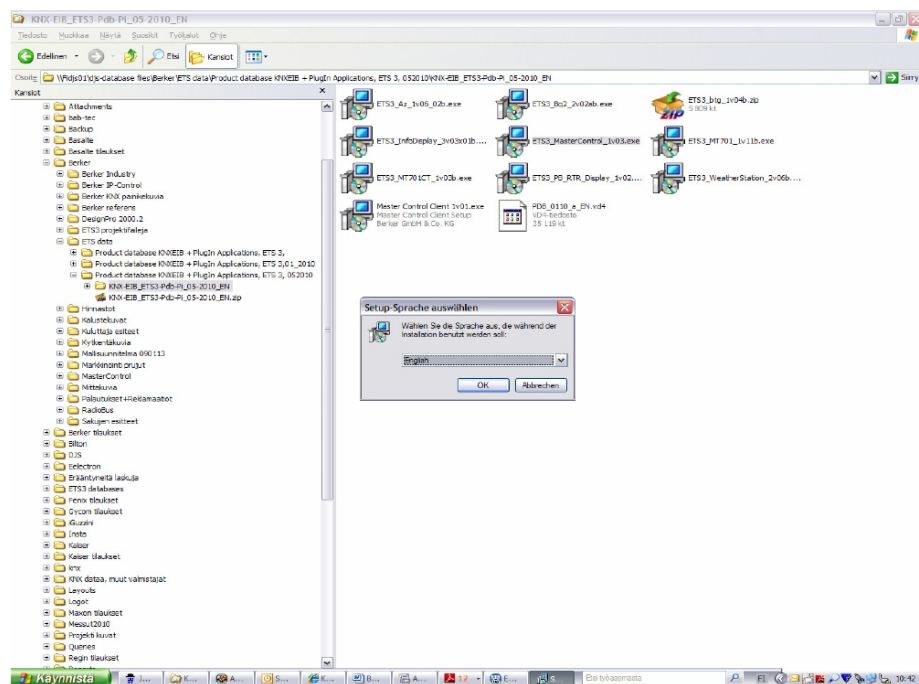 KNX-EIB_ETS3-Pdb-PI_05-2010_EN
Tiedosto Muokkaa Näytä Suosikit Työkalut Ohje
Edellinen Etsi Kansiot
Osoite \\Fidjs01\djs-database files\Berker\ETS data\Product database KNXEIB + PlugIn Applications, ETS 3, 052010\KNX-EIB_ETS3-Pdb-PI_05-2010_EN Siirry
Kansiot
Attachments
bab-tec
Backup
Basalte
Basalte tilaukset
Berker
Berker Industry
Berker IP-Control
Berker KNX painikekuvia
Berker referens
DesignPro 2000.2
ETS3 projektifaileja
ETS data
Product database KNXEIB + PlugIn Applications, ETS 3,
Product database KNXEIB + PlugIn Applications, ETS 3,01_2010
Product database KNXEIB + PlugIn Applications, ETS 3, 052010
KNX-EIB_ETS3-Pdb-PI_05-2010_EN
KNX-EIB_ETS3-Pdb-PI_05-2010_EN.zip
Hinnastot
Kalustekuvat
Kuluttaja esiteet
Kytkentäkuvia
Mallisuunnitelma 090113
Markkinointi prujut
MasterControl
Mittakuvia
Palautukset+Reklamaatiot
RadioBus
Sakujen esitteet
Berker tilaukset
Bilton
DJS
Eelectron
Erääntyneitä laskuja
ETS3 databases
Fenix tilaukset
Gycom tilaukset
iGuzzini
Insta
Kaiser
Kaiser tilaukset
knx
KNX dataa, muut valmistajat
Layouts
Logot
Maxon tilaukset
Messut2010
Projekti kuvat
Queries
Regin tilaukset
ETS3_Az_1v06_02b.exe
ETS3_Bq2_2v02ab.exe
ETS3_btg_1v04b.zip
5 809 kt
ETS3_InfoDisplay_3v03x01b....
ETS3_MasterControl_1v03.exe
ETS3_MT701_1v11b.exe
ETS3_MT701CT_1v03b.exe
ETS3_PB_RTR_Display_1v02....
ETS3_WeatherStation_2v06b....
Master Control Client 1v01.exe
Master Control Client Setup
Berker GmbH & Co. KG
PDB_0110_a_EN.vd4
VD4-tiedosto
35 119 kt
Setup-Sprache auswählen
Wählen Sie die Sprache aus, die während der
Installation benutzt werden soll:
English
OK Abbrechen
Käynnistä J... K... A... S... K... B... A... 12 E... S... Etsi työasemasta FI 10:42